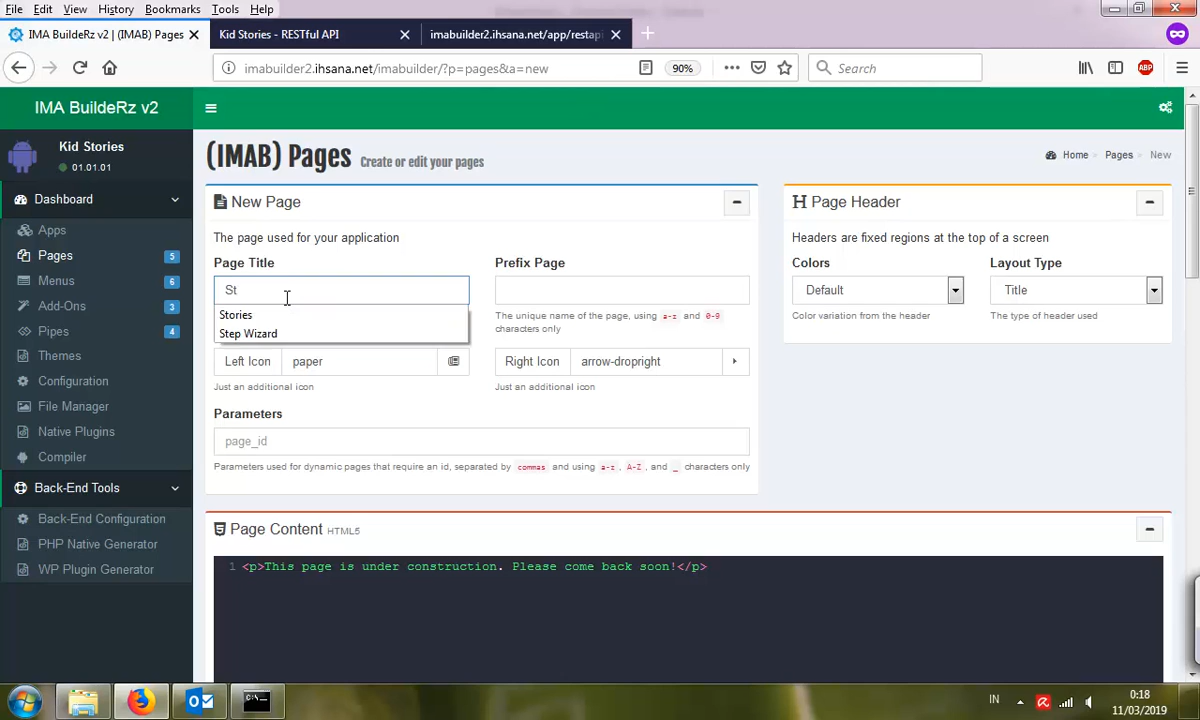 File Edit View History Bookmarks Tools Help
IMA BuildeRz v2 | (IMAB) Pages
Kid Stories - RESTful API
imabuilder2.ihsana.net/app/restapi
imabuilder2.ihsana.net/imabuilder/?p=pages&a=new
90%
Search
ABP
IMA BuildeRz v2
Kid Stories
01.01.01
Dashboard
Apps
Pages 5
Menus 6
Add-Ons 3
Pipes 4
Themes
Configuration
File Manager
Native Plugins
Compiler
Back-End Tools
Back-End Configuration
PHP Native Generator
WP Plugin Generator
(IMAB) Pages Create or edit your pages
Home Pages New
New Page
The page used for your application
Page Title
St
Stories
Step Wizard
Prefix Page
The unique name of the page, using a-z and 0-9
characters only
Left Icon paper
Just an additional icon
Right Icon arrow-dropright
Just an additional icon
Parameters
page_id
Parameters used for dynamic pages that require an id, separated by commas and using a-z, A-Z, and _ characters only
Page Header
Headers are fixed regions at the top of a screen
Colors
Default
Color variation from the header
Layout Type
Title
The type of header used
Page Content HTML5
1 <p>This page is under construction. Please come back soon!</p>
IN
0:18
11/03/2019